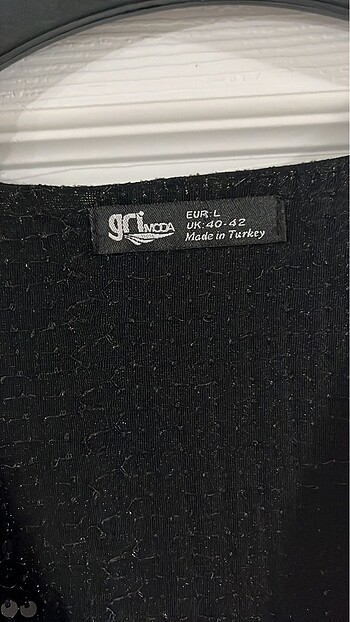 gri MODA
EUR: L
UK: 40-42
Made in Turkey